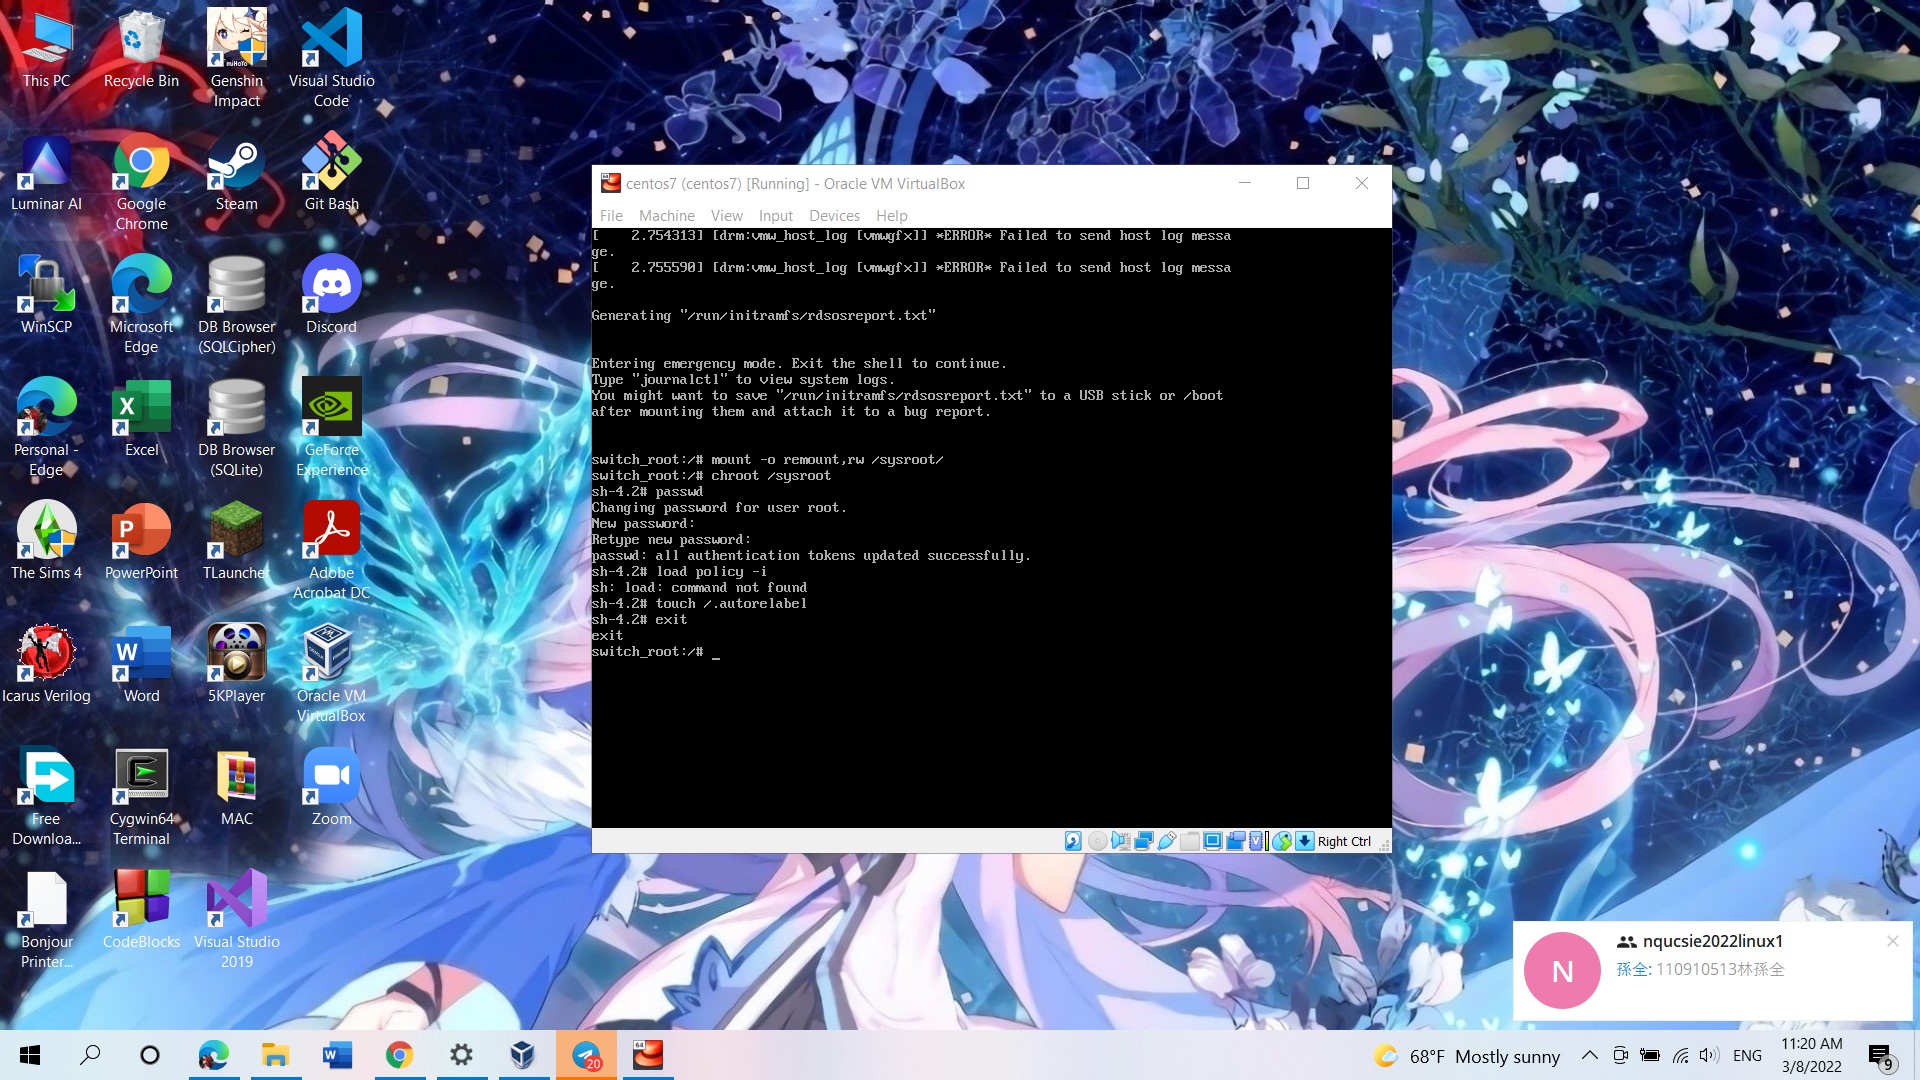 This PC
Recycle Bin
Genshin
Impact
Visual Studio
Code
Luminar AI
Google
Chrome
Steam
Git Bash
WinSCP
Microsoft
Edge
DB Browser
(SQLCipher)
Discord
Personal -
Edge
Excel
DB Browser
(SQLite)
GeForce
Experience
The Sims 4
PowerPoint
TLauncher
Adobe
Acrobat DC
Icarus Verilog
Word
5KPlayer
Oracle VM
VirtualBox
Free
Downloa...
Cygwin64
Terminal
MAC
Zoom
Bonjour
Printer...
CodeBlocks
Visual Studio
2019
centos7 (centos7) [Running] - Oracle VM VirtualBox
File Machine View Input Devices Help
[    2.754313] [drm:vmw_host_log [vmwgfx]] *ERROR* Failed to send host log messa
ge.
[    2.755590] [drm:vmw_host_log [vmwgfx]] *ERROR* Failed to send host log messa
ge.
Generating "/run/initramfs/rdsosreport.txt"
Entering emergency mode. Exit the shell to continue.
Type "journalctl" to view system logs.
You might want to save "/run/initramfs/rdsosreport.txt" to a USB stick or /boot
after mounting them and attach it to a bug report.
switch_root:/# mount -o remount,rw /sysroot/
switch_root:/# chroot /sysroot
sh-4.2# passwd
Changing password for user root.
New password:
Retype new password:
passwd: all authentication tokens updated successfully.
sh-4.2# load policy -i
sh: load: command not found
sh-4.2# touch /.autorelabel
sh-4.2# exit
exit
switch_root:/# _
Right Ctrl
N
nqucsie2022linux1
孫全: 110910513林孫全
20
64
68°F Mostly sunny
ENG
11:20 AM
3/8/2022
9